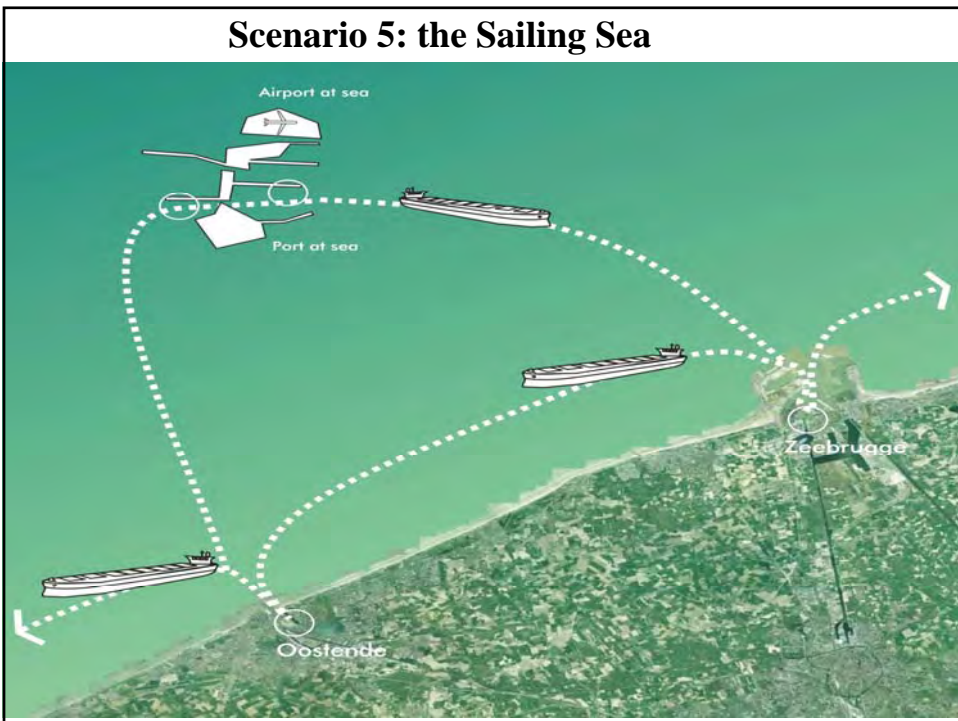 Scenario 5: the Sailing Sea
Airport at sea
Port at sea
Zeebrugge
Oostende